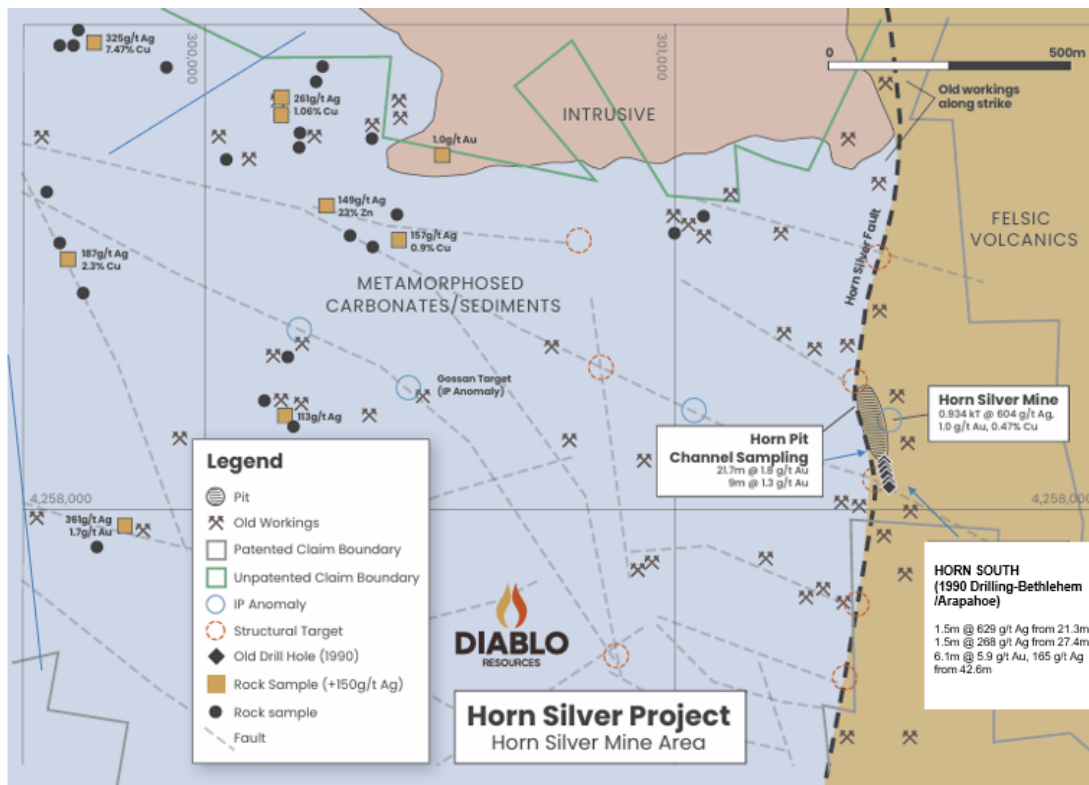 325g/t Ag
7.47% Cu
300,000
301,000
0
500m
261g/t Ag
1.06% Cu
INTRUSIVE
Old workings
along strike
1.0g/t Au
149g/t Ag
23% Zn
157g/t Ag
0.9% Cu
187g/t Ag
2.3% Cu
FELSIC
VOLCANICS
Horn Silver Fault
METAMORPHOSED
CARBONATES/SEDIMENTS
Gossan Target
(IP Anomaly)
113g/t Ag
Horn Silver Mine
0.934 kT @ 604 g/t Ag,
1.0 g/t Au, 0.47% Cu
Horn Pit
Channel Sampling
21.7m @ 1.8 g/t Au
9m @ 1.3 g/t Au
4,258,000
4,258,000
361g/t Ag
1.7g/t Au
Legend
Pit
Old Workings
Patented Claim Boundary
Unpatented Claim Boundary
IP Anomaly
Structural Target
Old Drill Hole (1990)
Rock Sample (+150g/t Ag)
Rock sample
Fault
HORN SOUTH
(1990 Drilling-Bethlehem
/Arapahoe)
1.5m @ 629 g/t Ag from 21.3m
1.5m @ 268 g/t Ag from 27.4m
6.1m @ 5.9 g/t Au, 165 g/t Ag
from 42.6m
DIABLO
RESOURCES
Horn Silver Project
Horn Silver Mine Area